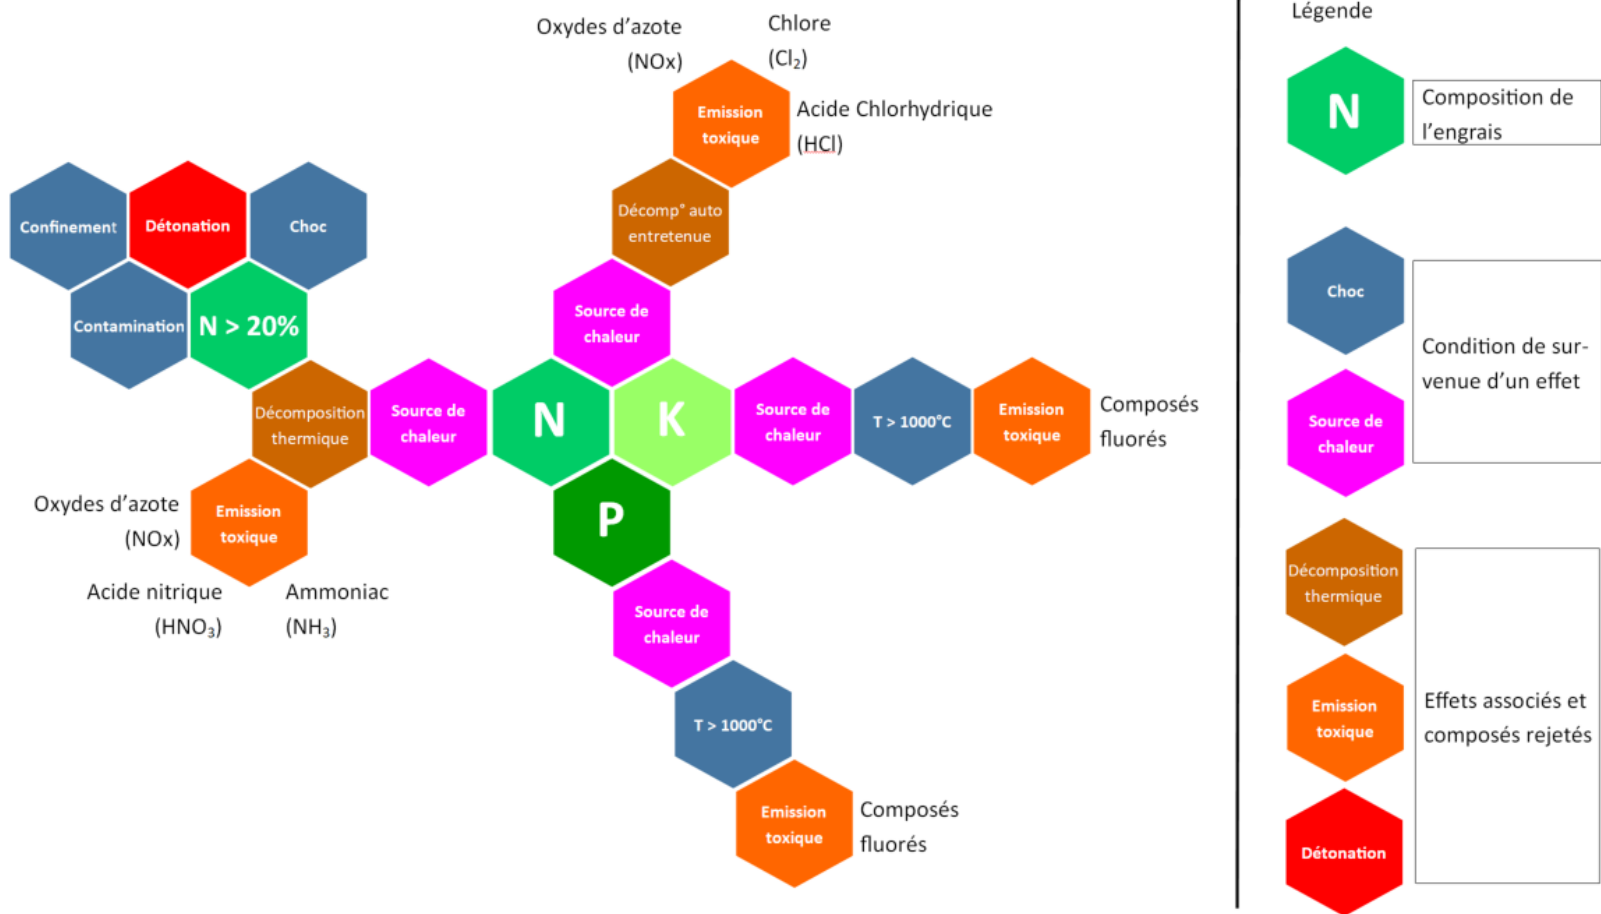 Oxydes d'azote
(NOx)
Chlore
(Cl₂)
Emission
toxique
Acide Chlorhydrique
(HCl)
Décomp° auto
entretenue
Confinement
Détonation
Choc
Contamination
N > 20%
Source de
chaleur
Décomposition
thermique
Source de
chaleur
N
K
Source de
chaleur
T > 1000°C
Emission
toxique
Composés
fluorés
Oxydes d'azote
(NOx)
Emission
toxique
P
Acide nitrique
(HNO₃)
Ammoniac
(NH₃)
Source de
chaleur
T > 1000°C
Emission
toxique
Composés
fluorés
Légende
N
Composition de
l'engrais
Choc
Source de
chaleur
Condition de sur-
venue d'un effet
Décomposition
thermique
Emission
toxique
Détonation
Effets associés et
composés rejetés